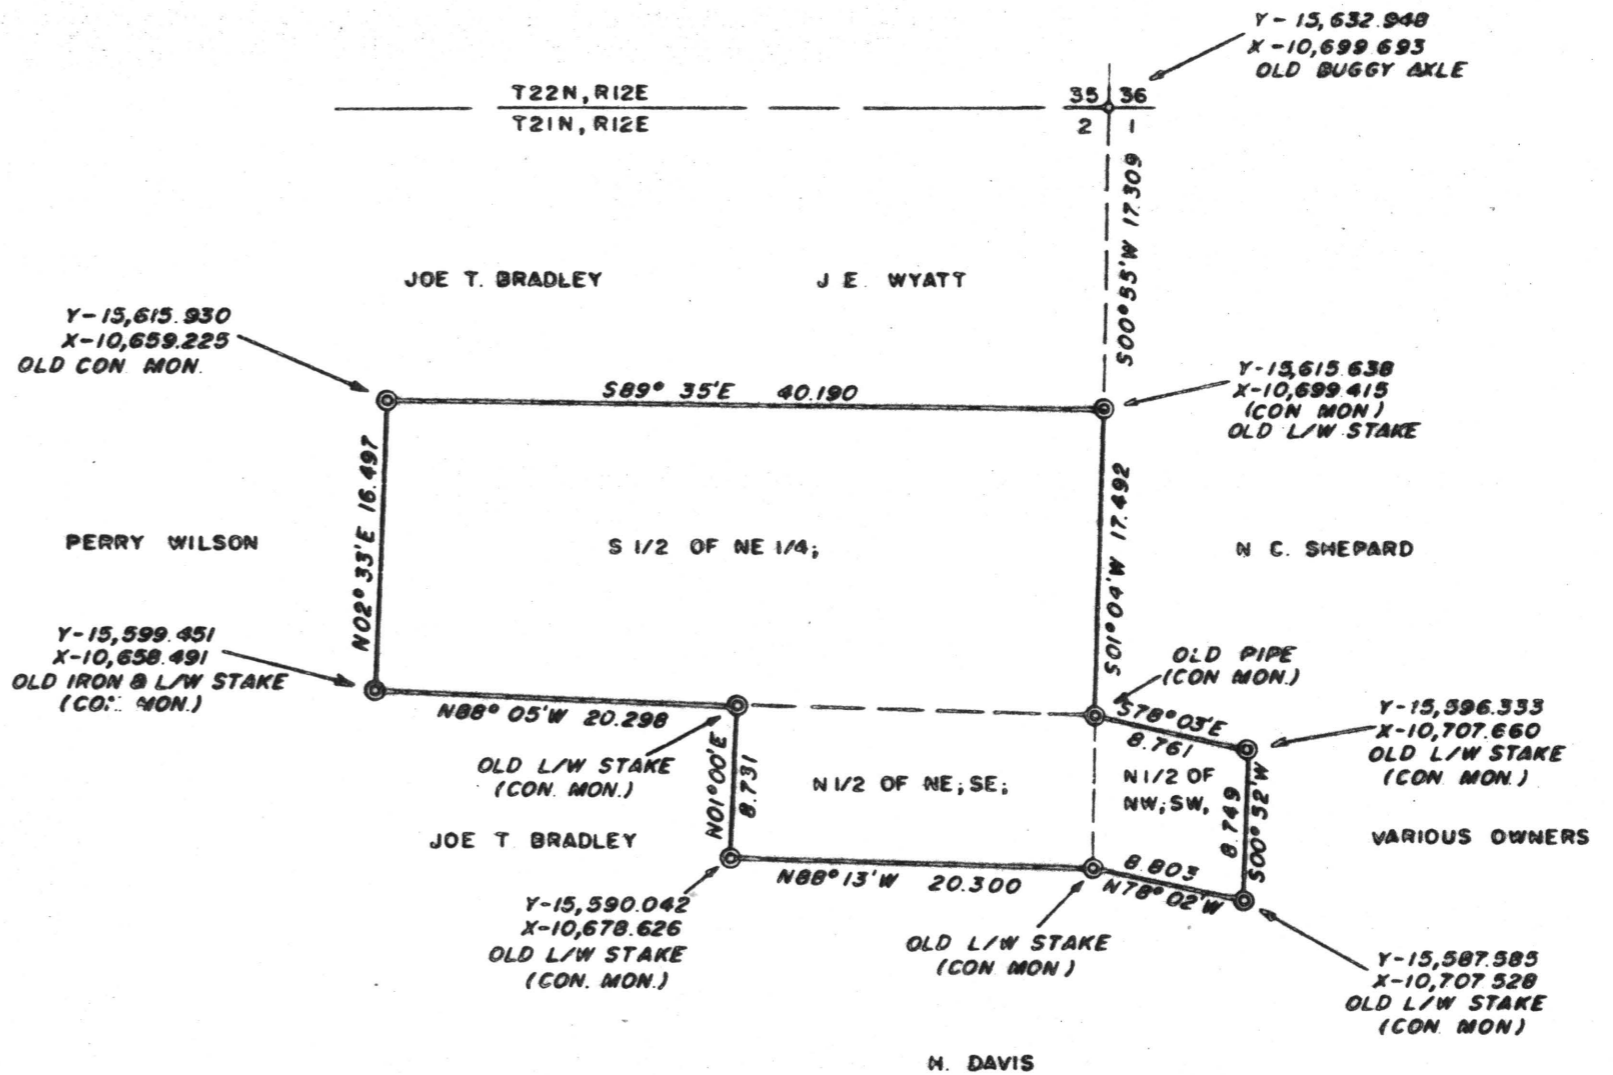 Y-15,632.948
X-10,699.693
OLD BUGGY AXLE
T22N, R12E
T21N, R12E
35 36
2 1
S00°55'W 17.309
JOE T. BRADLEY
J E. WYATT
Y-15,615.930
X-10,659.225
OLD CON. MON.
S89° 35'E 40.190
Y-15,615.638
X-10,699.415
(CON MON)
OLD L/W STAKE
N02° 33'E 16.497
S01°04'W 17.492
PERRY WILSON
S 1/2 OF NE 1/4;
N C. SHEPARD
Y-15,599.451
X-10,658.491
OLD IRON & L/W STAKE
(CON. MON.)
OLD PIPE
(CON MON.)
N88° 05'W 20.298
S78°03'E
8.761
Y-15,596.333
X-10,707.660
OLD L/W STAKE
(CON. MON.)
OLD L/W STAKE
(CON. MON.)
N01°00'E
8.731
N 1/2 OF NE; SE;
N 1/2 OF
NW; SW,
8.749
S00°52'W
JOE T BRADLEY
VARIOUS OWNERS
N88°13'W 20.300
8.803
N78°02'W
Y-15,590.042
X-10,678.626
OLD L/W STAKE
(CON. MON.)
OLD L/W STAKE
(CON MON)
Y-15,587.585
X-10,707.528
OLD L/W STAKE
(CON MON)
H. DAVIS